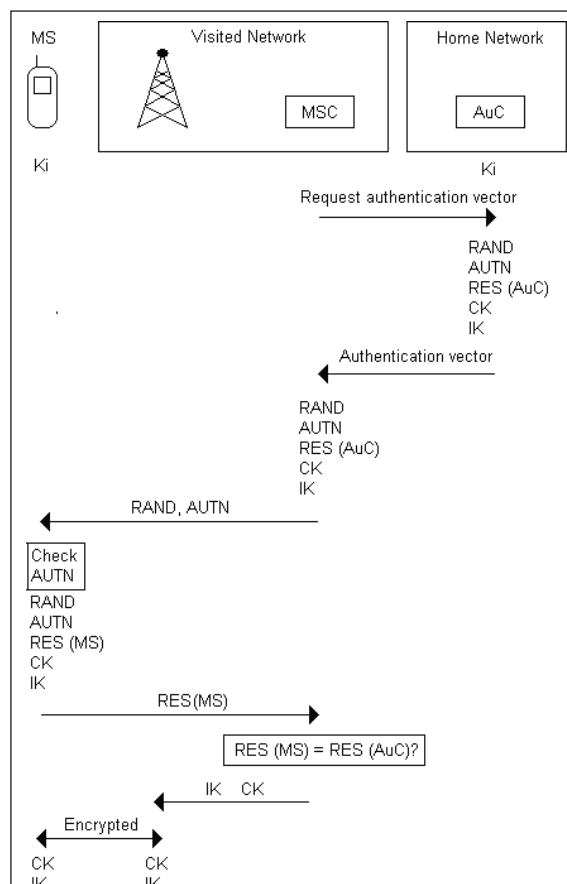 MS
Visited Network
Home Network
MSC
AuC
Ki
Ki
Request authentication vector
RAND
AUTN
RES (AuC)
CK
IK
Authentication vector
RAND
AUTN
RES (AuC)
CK
IK
RAND, AUTN
Check
AUTN
RAND
AUTN
RES (MS)
CK
IK
RES(MS)
RES (MS) = RES (AuC)?
IK CK
Encrypted
CK CK
IK IK